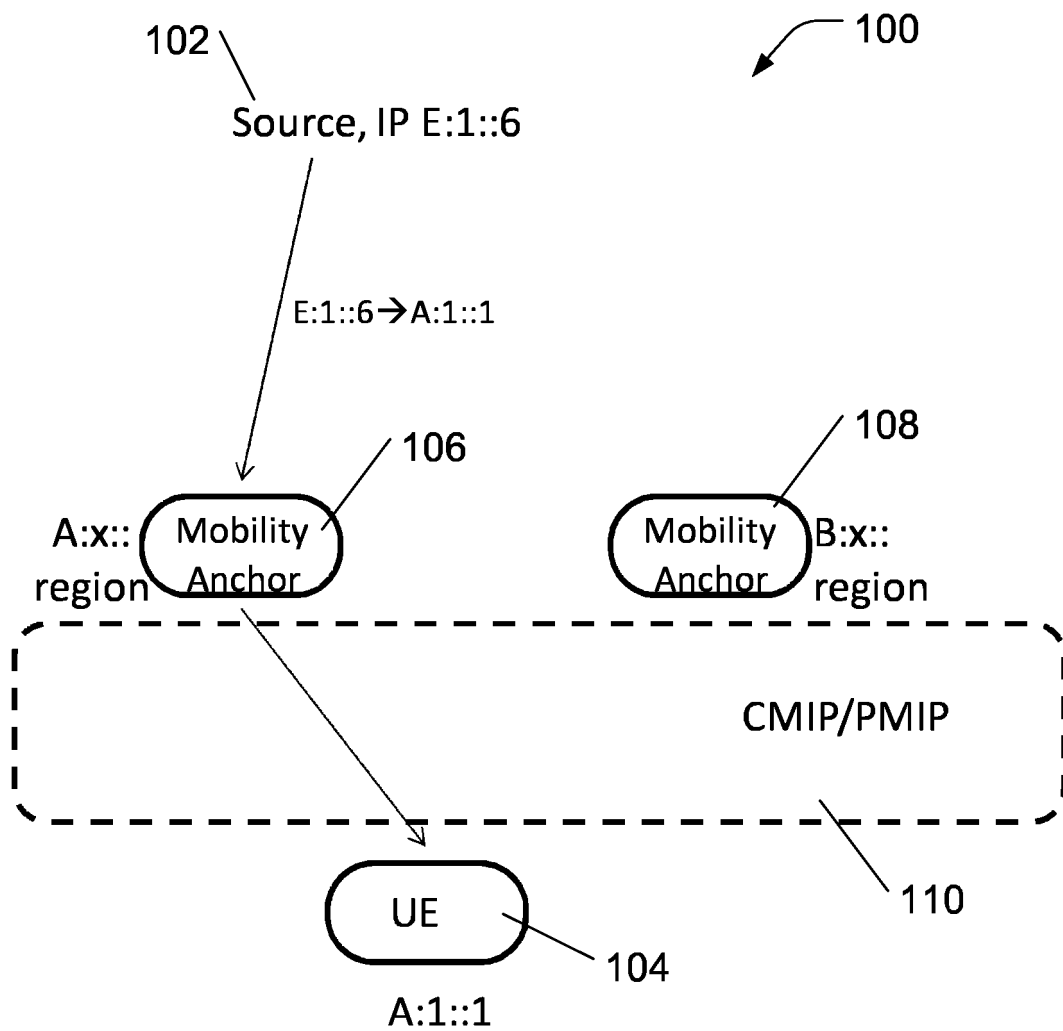 102
100
Source, IP E:1::6
E:1::6→A:1::1
106
108
A:x::
region
Mobility
Anchor
Mobility
Anchor
B:x::
region
CMIP/PMIP
110
UE
104
A:1::1